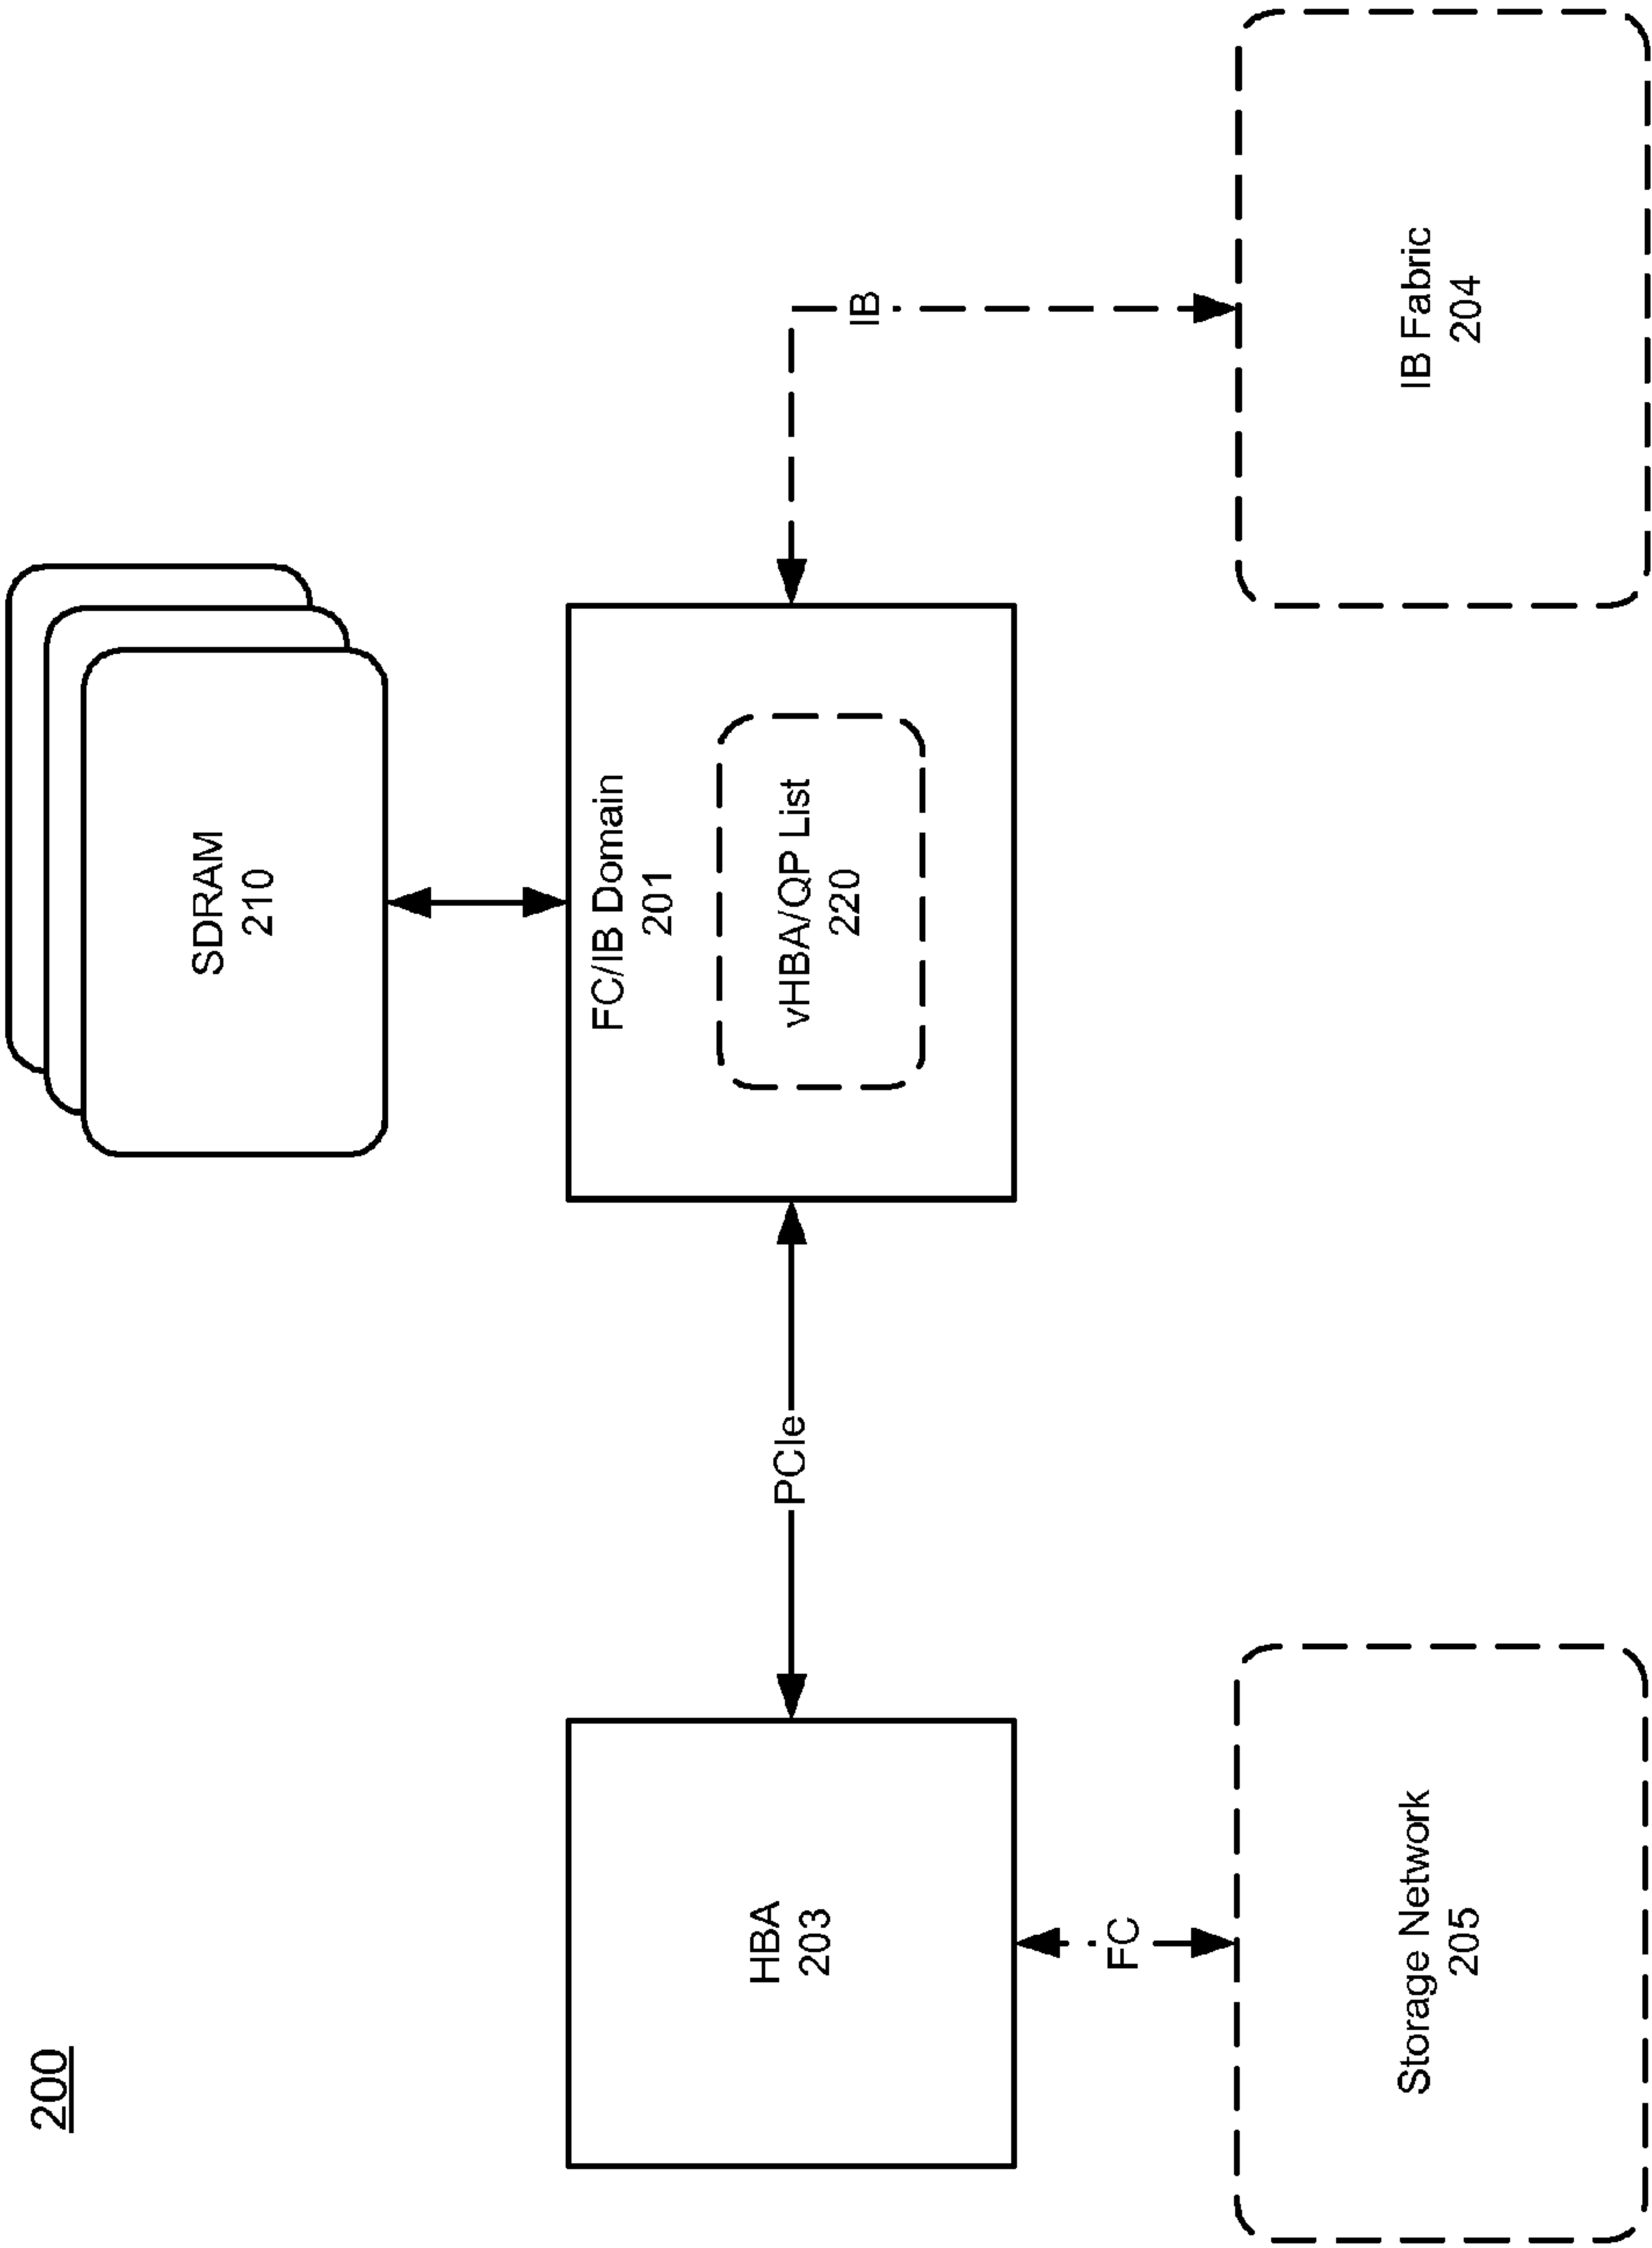 200
SDRAM
210
FC/IB Domain
201
vHBA/QP List
220
HBA
203
PCIe
IB
FC
Storage Network
205
IB Fabric
204